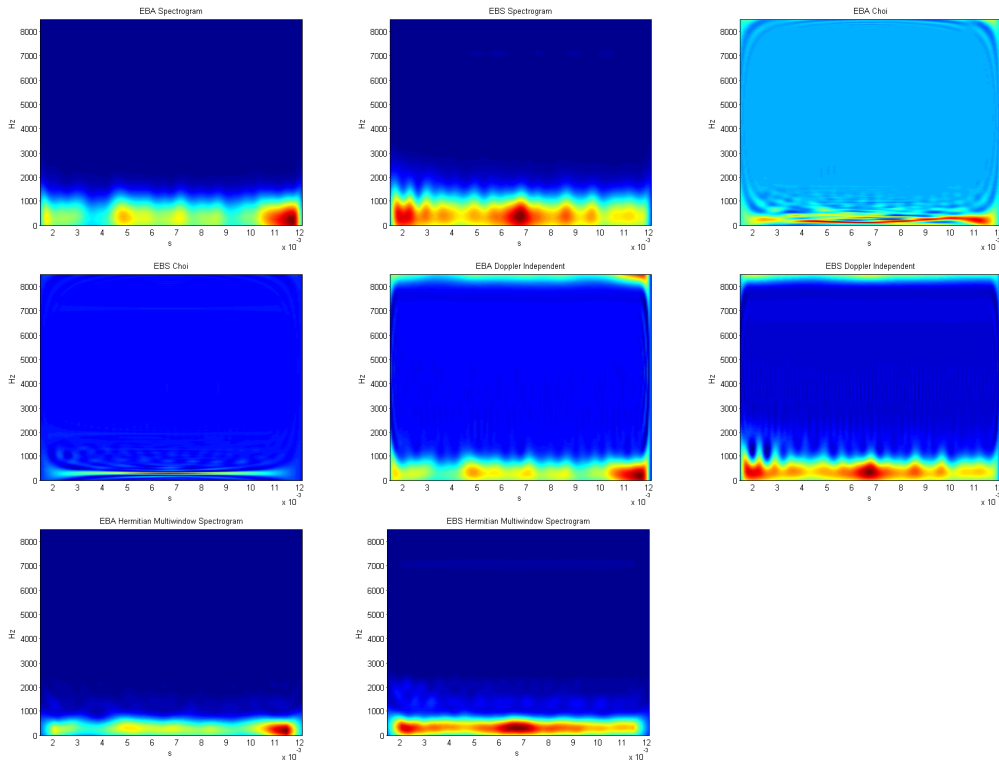 EBA Spectrogram
EBS Spectrogram
EBA Choi
8000
7000
6000
5000
4000
3000
2000
1000
0
Hz
2 3 4 5 6 7 8 9 10 11 12
s
x 10 -3
8000
7000
6000
5000
4000
3000
2000
1000
0
Hz
2 3 4 5 6 7 8 9 10 11 12
s
x 10 -3
8000
7000
6000
5000
4000
3000
2000
1000
0
Hz
2 3 4 5 6 7 8 9 10 11 1
s
x 10 -3
EBS Choi
EBA Doppler Independent
EBS Doppler Independent
8000
7000
6000
5000
4000
3000
2000
1000
0
Hz
2 3 4 5 6 7 8 9 10 11 12
s
x 10 -3
8000
7000
6000
5000
4000
3000
2000
1000
0
Hz
2 3 4 5 6 7 8 9 10 11 12
s
x 10 -3
8000
7000
6000
5000
4000
3000
2000
1000
0
Hz
2 3 4 5 6 7 8 9 10 11 1
s
x 10 -3
EBA Hermitian Multiwindow Spectrogram
EBS Hermitian Multiwindow Spectrogram
8000
7000
6000
5000
4000
3000
2000
1000
0
Hz
2 3 4 5 6 7 8 9 10 11 12
s
x 10 -3
8000
7000
6000
5000
4000
3000
2000
1000
0
Hz
2 3 4 5 6 7 8 9 10 11 12
s
x 10 -3